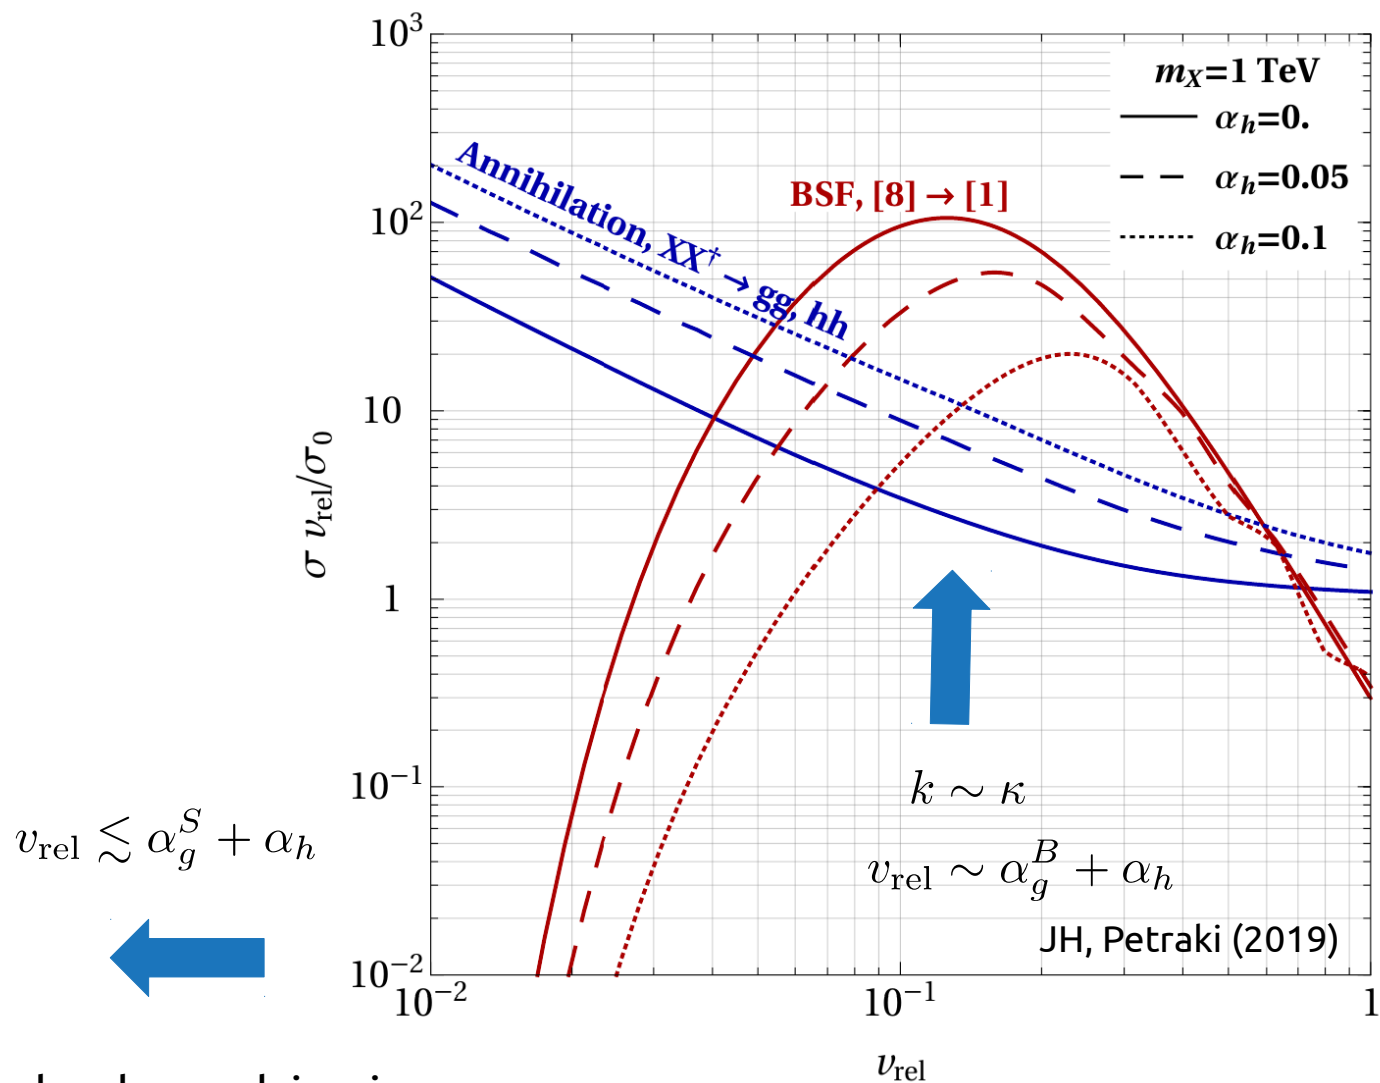 10³
10²
10
1
10⁻¹
10⁻²
σ v_rel/σ₀
m_X=1 TeV
α_h=0.
α_h=0.05
α_h=0.1
Annihilation, XX† → gg, hh
BSF, [8] → [1]
k ∼ κ
v_rel ∼ α_g^B + α_h
v_rel ≲ α_g^S + α_h
JH, Petraki (2019)
10⁻² 10⁻¹ 1
v_rel